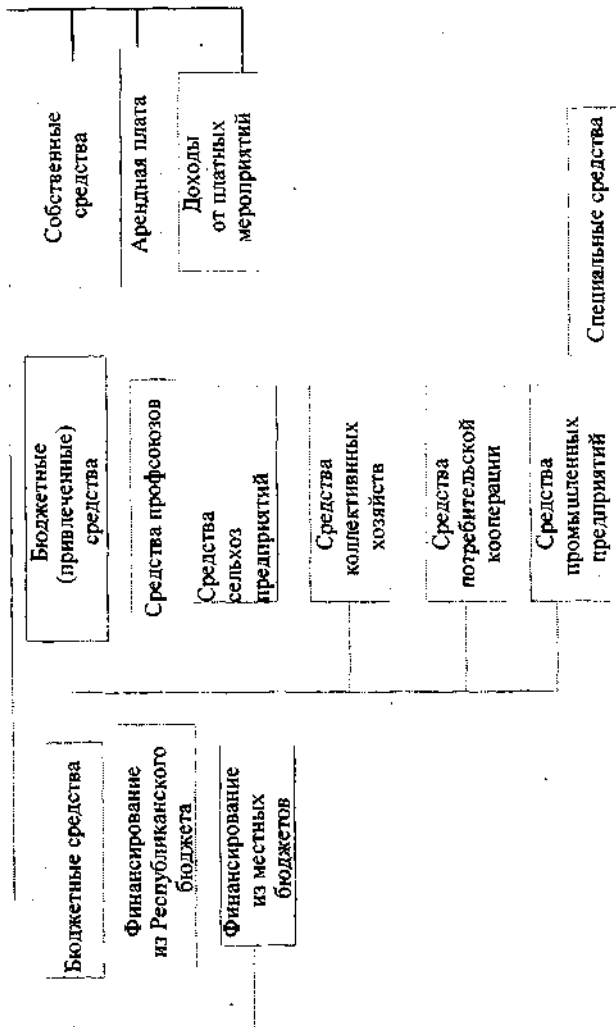 Бюджетные средства
Финансирование
из Республиканского
бюджета
Финансирование
из местных
бюджетов
Бюджетные
(привлеченные)
средства
Средства профсоюзов
Средства
сельхоз
предприятий
Средства
коллективнных
хозяйств
Средства
потребительской
кооперации
Средства
промышленных
предприятий
Собственные
средства
Арендная плата
Доходы
от платных
мероприятий
Специальные средства